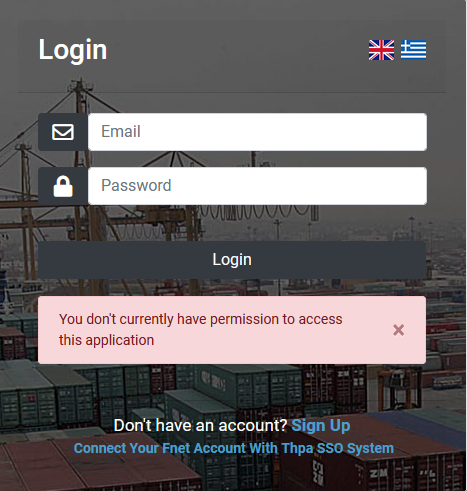 Login
Email
Password
Login
You don't currently have permission to access
this application
×
Don't have an account? Sign Up
Connect Your Fnet Account With Thpa SSO System